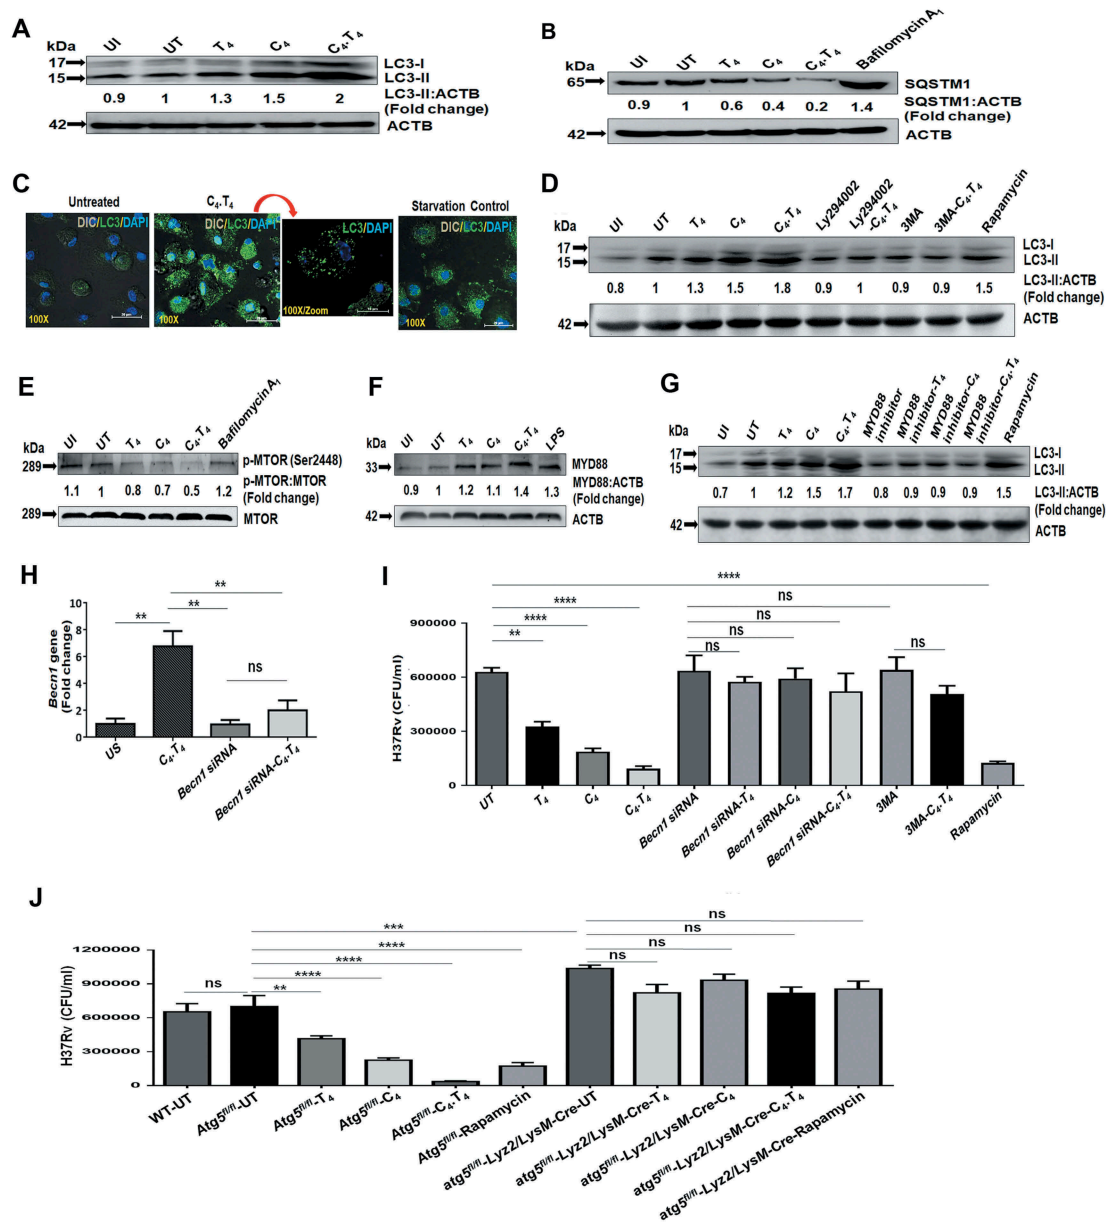 A
kDa
UI UT T4 C4 C4.T4
17
LC3-I
15
LC3-II
0.9 1 1.3 1.5 2
LC3-II:ACTB
(Fold change)
42
ACTB
B
kDa
UI UT T4 C4 C4.T4 Bafilomycin A1
65
SQSTM1
0.9 1 0.6 0.4 0.2 1.4
SQSTM1:ACTB
(Fold change)
42
ACTB
C
Untreated
C4.T4
Starvation Control
DIC/LC3/DAPI
DIC/LC3/DAPI
LC3/DAPI
DIC/LC3/DAPI
100X
100X
100X/Zoom
100X
D
kDa
UI UT T4 C4 C4.T4 Ly294002 Ly294002-C4.T4 3MA 3MA-C4.T4 Rapamycin
17
LC3-I
15
LC3-II
0.8 1 1.3 1.5 1.8 0.9 1 0.9 0.9 1.5
LC3-II:ACTB
(Fold change)
42
ACTB
E
kDa
UI UT T4 C4 C4.T4 Bafilomycin A1
289
p-MTOR (Ser2448)
1.1 1 0.8 0.7 0.5 1.2
p-MTOR:MTOR
(Fold change)
289
MTOR
F
kDa
UI UT T4 C4 C4.T4 LPS
33
MYD88
0.9 1 1.2 1.1 1.4 1.3
MYD88:ACTB
(Fold change)
42
ACTB
G
kDa
UI UT T4 C4 C4.T4 MYD88 inhibitor MYD88 inhibitor-T4 MYD88 inhibitor-C4 MYD88 inhibitor-C4.T4 Rapamycin
17
LC3-I
15
LC3-II
0.7 1 1.2 1.5 1.7 0.8 0.9 0.9 0.9 1.5
LC3-II:ACTB
(Fold change)
42
ACTB
H
Becn1 gene
(Fold change)
10
8
6
4
2
0
**
**
**
ns
US
C4.T4
Becn1 siRNA
Becn1 siRNA-C4.T4
I
H37Rv (CFU/ml)
900000
600000
300000
0
****
****
****
**
ns
ns
ns
ns
ns
UT
T4
C4
C4.T4
Becn1 siRNA
Becn1 siRNA-T4
Becn1 siRNA-C4
Becn1 siRNA-C4.T4
3MA
3MA-C4.T4
Rapamycin
J
H37Rv (CFU/ml)
1200000
900000
600000
300000
0
***
****
****
****
**
ns
ns
ns
ns
ns
WT-UT
Atg5fl/fl-UT
Atg5fl/fl-T4
Atg5fl/fl-C4
Atg5fl/fl-C4.T4
Atg5fl/fl-Rapamycin
atg5fl/fl-Lyz2/LysM-Cre-UT
atg5fl/fl-Lyz2/LysM-Cre-T4
atg5fl/fl-Lyz2/LysM-Cre-C4
atg5fl/fl-Lyz2/LysM-Cre-C4.T4
atg5fl/fl-Lyz2/LysM-Cre-Rapamycin